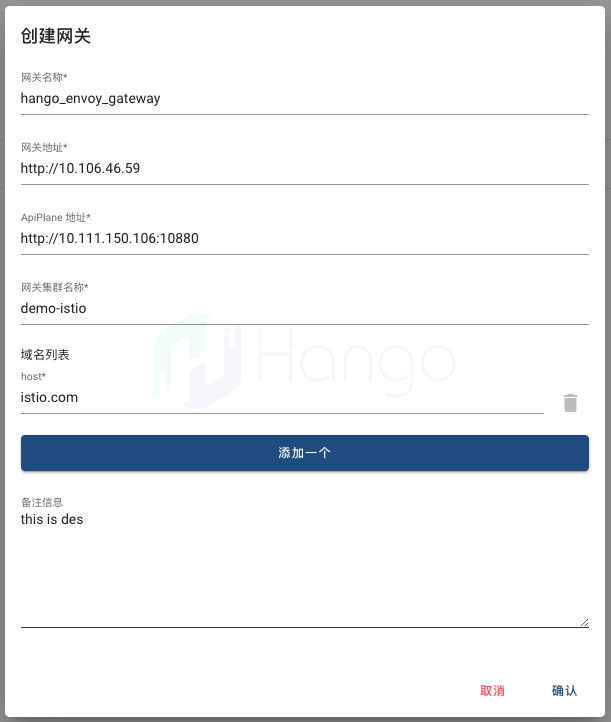 创建网关
网关名称*
hango_envoy_gateway
网关地址*
http://10.106.46.59
ApiPlane 地址*
http://10.111.150.106:10880
网关集群名称*
demo-istio
Hango
域名列表
host*
istio.com
添加一个
备注信息
this is des
取消 确认